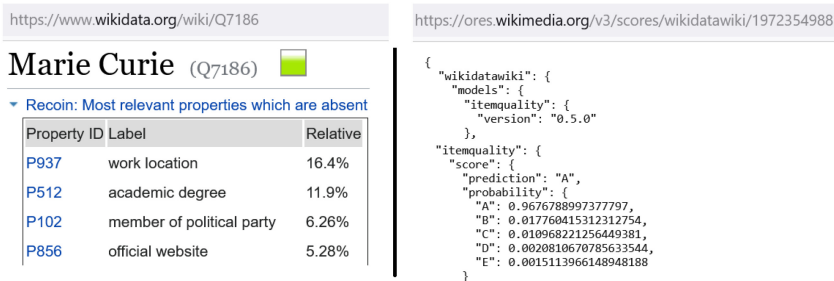 https://www.wikidata.org/wiki/Q7186
Marie Curie (Q7186)
Recoin: Most relevant properties which are absent
Property ID Label Relative
P937 work location 16.4%
P512 academic degree 11.9%
P102 member of political party 6.26%
P856 official website 5.28%
https://ores.wikimedia.org/v3/scores/wikidatawiki/1972354988
{
"wikidatawiki": {
"models": {
"itemquality": {
"version": "0.5.0"
},
"itemquality": {
"score": {
"prediction": "A",
"probability": {
"A": 0.9676788997377797,
"B": 0.017760415312312754,
"C": 0.010968221256449381,
"D": 0.0020810670785633544,
"E": 0.0015113966148948188
}